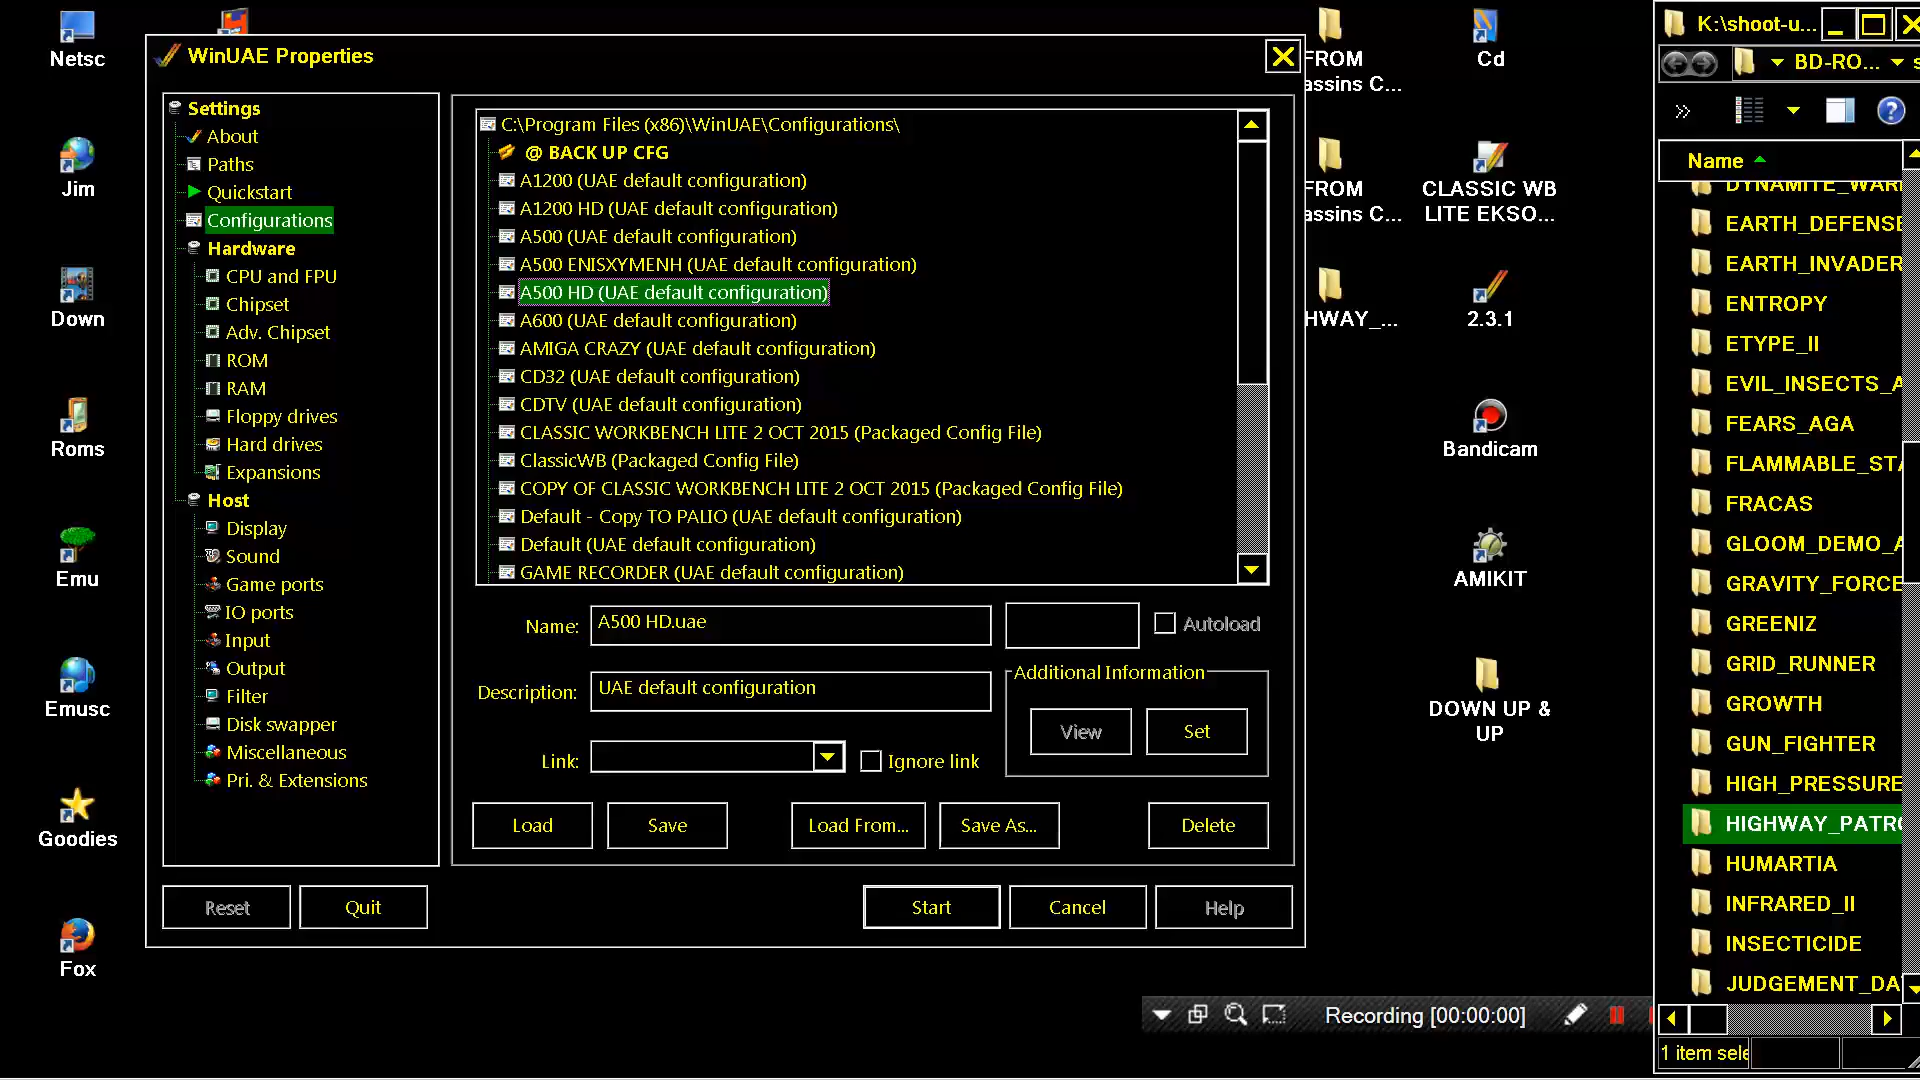 Netsc
Jim
Down
Roms
Emu
Emusc
Goodies
Fox
WinUAE Properties
Settings
About
Paths
Quickstart
Configurations
Hardware
CPU and FPU
Chipset
Adv. Chipset
ROM
RAM
Floppy drives
Hard drives
Expansions
Host
Display
Sound
Game ports
IO ports
Input
Output
Filter
Disk swapper
Miscellaneous
Pri. & Extensions
C:\Program Files (x86)\WinUAE\Configurations\
@ BACK UP CFG
A1200 (UAE default configuration)
A1200 HD (UAE default configuration)
A500 (UAE default configuration)
A500 ENISXYMENH (UAE default configuration)
A500 HD (UAE default configuration)
A600 (UAE default configuration)
AMIGA CRAZY (UAE default configuration)
CD32 (UAE default configuration)
CDTV (UAE default configuration)
CLASSIC WORKBENCH LITE 2 OCT 2015 (Packaged Config File)
ClassicWB (Packaged Config File)
COPY OF CLASSIC WORKBENCH LITE 2 OCT 2015 (Packaged Config File)
Default - Copy TO PALIO (UAE default configuration)
Default (UAE default configuration)
GAME RECORDER (UAE default configuration)
Name: A500 HD.uae
Autoload
Description: UAE default configuration
Additional Information
View Set
Link:
Ignore link
Load Save Load From... Save As... Delete
Reset Quit Start Cancel Help
FROM
assins C...
FROM
assins C...
HWAY_...
Cd
CLASSIC WB
LITE EKSO...
2.3.1
Bandicam
AMIKIT
DOWN UP &
UP
Recording [00:00:00]
K:\shoot-u...
BD-RO...
Name
DYNAMITE_WAR
EARTH_DEFENSE
EARTH_INVADER
ENTROPY
ETYPE_II
EVIL_INSECTS_A
FEARS_AGA
FLAMMABLE_STA
FRACAS
GLOOM_DEMO_A
GRAVITY_FORCE
GREENIZ
GRID_RUNNER
GROWTH
GUN_FIGHTER
HIGH_PRESSURE
HIGHWAY_PATRO
HUMARTIA
INFRARED_II
INSECTICIDE
JUDGEMENT_DA
1 item sele